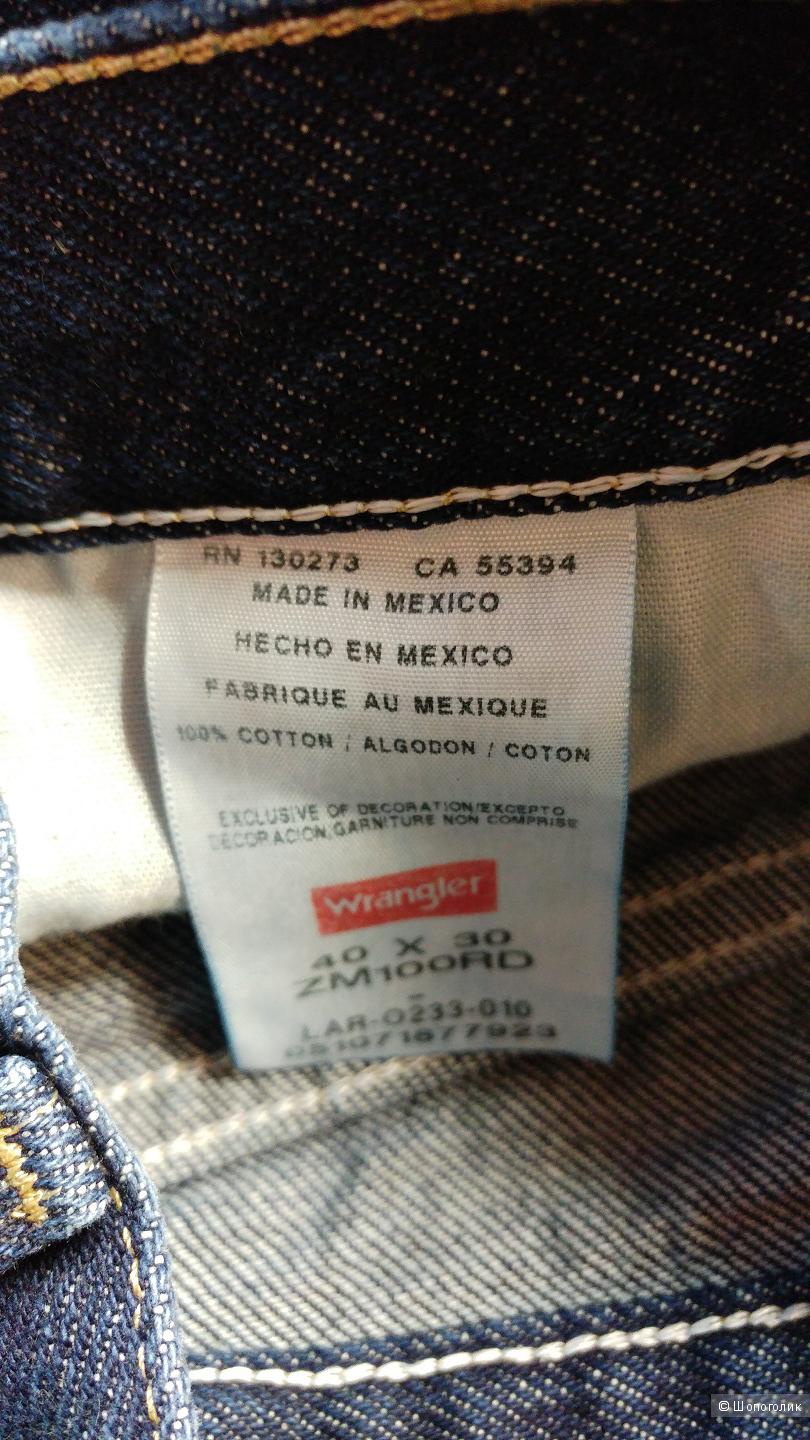 RN 130273 CA 55394
MADE IN MEXICO
HECHO EN MEXICO
FABRIQUE AU MEXIQUE
100% COTTON / ALGODON / COTON
EXCLUSIVE OF DECORATION/EXCEPTO
DECORACION/GARNITURE NON COMPRISE
Wrangler
40 X 30
ZM100RD
-
LAR-0233-010
© Шопоголик